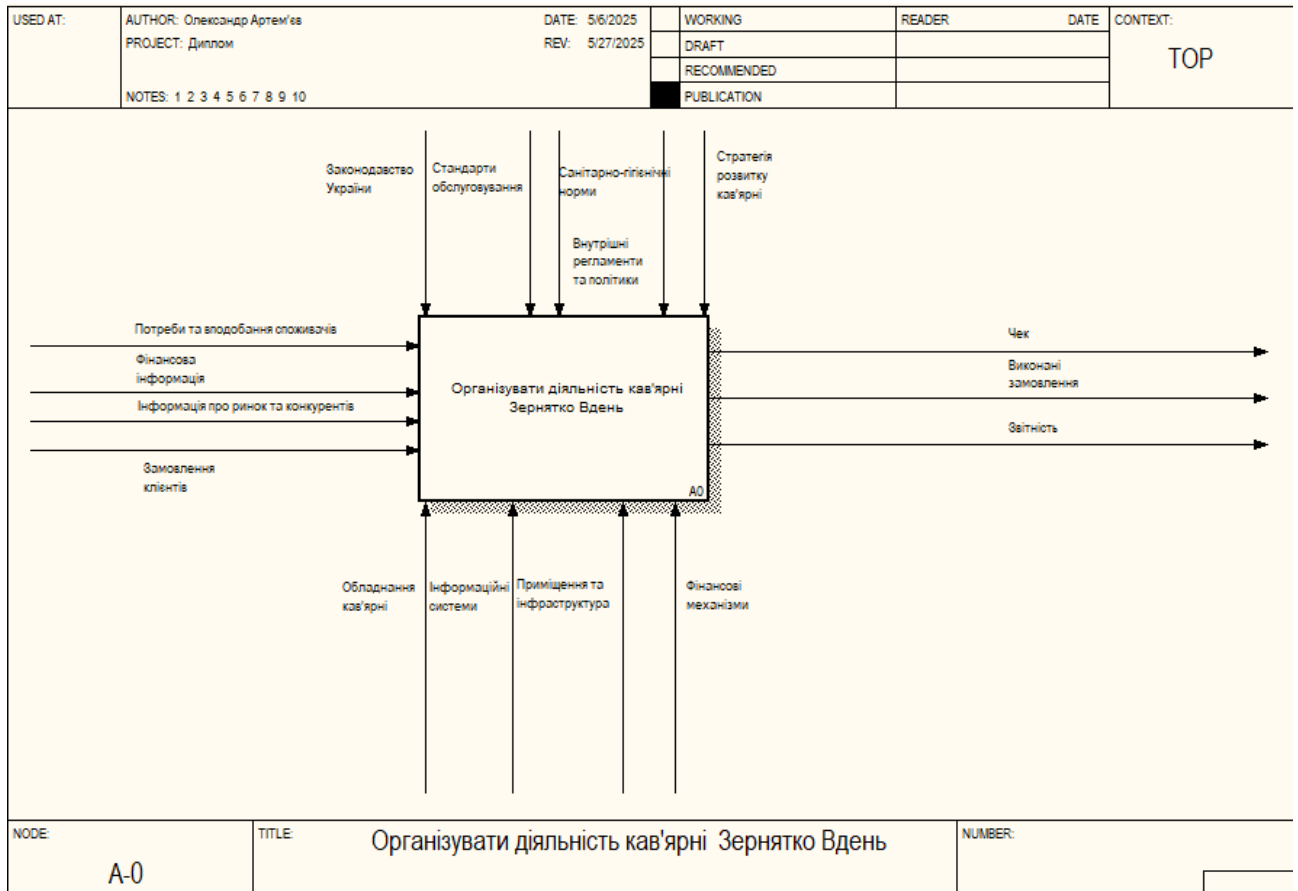 USED AT:
AUTHOR: Олександр Артем'єв
DATE: 5/6/2025
PROJECT: Диплом
REV: 5/27/2025
NOTES: 1 2 3 4 5 6 7 8 9 10
WORKING
DRAFT
RECOMMENDED
PUBLICATION
READER DATE
CONTEXT:
TOP
Законодавство
України
Стандарти
обслуговування
Санітарно-гігієнічні
норми
Внутрішні
регламенти
та політики
Стратегія
розвитку
кав'ярні
Потреби та вподобання споживачів
Фінансова
інформація
Інформація про ринок та конкурентів
Замовлення
клієнтів
Організувати діяльність кав'ярні
Зернятко Вдень
A0
Чек
Виконані
замовлення
Звітність
Обладнання
кав'ярні
Інформаційні
системи
Приміщення та
інфраструктура
Фінансові
механізми
NODE:
A-0
TITLE:
Організувати діяльність кав'ярні Зернятко Вдень
NUMBER: